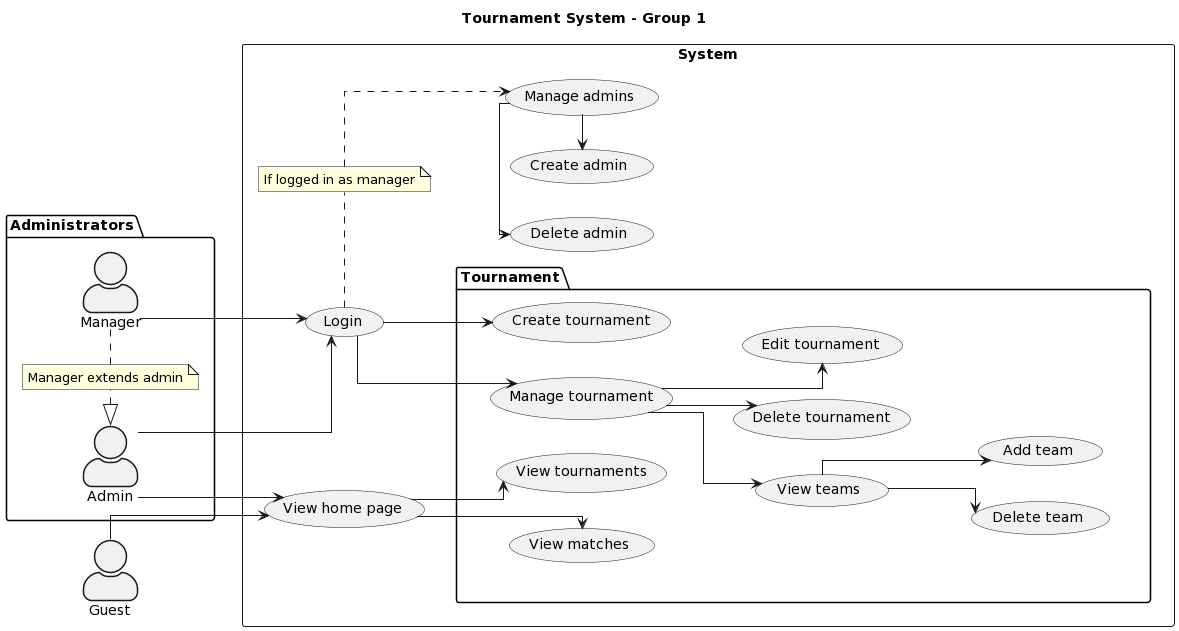 Tournament System - Group 1
System
Manage admins
If logged in as manager
Create admin
Administrators
Delete admin
Tournament
Manager
Login
Create tournament
Edit tournament
Manager extends admin
Manage tournament
Delete tournament
Add team
View tournaments
Admin
View teams
View home page
Delete team
View matches
Guest